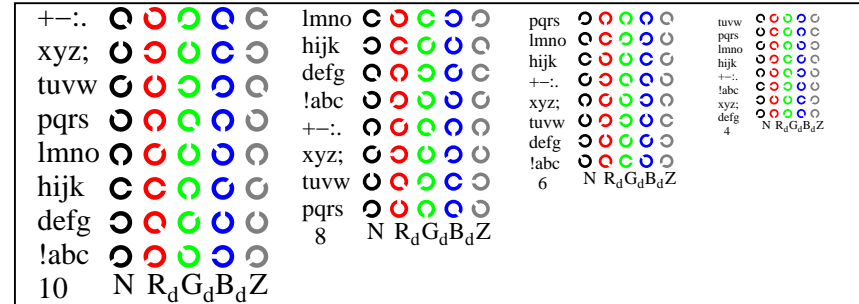 +−:.
xyz;
tuvw
pqrs
lmno
hijk
defg
!abc
10 N RdGdBdZ
lmno
hijk
defg
!abc
+−:.
xyz;
tuvw
pqrs
8 N RdGdBdZ
pqrs
lmno
hijk
+−:.
xyz;
tuvw
defg
!abc
6 N RdGdBdZ
tuvw
pqrs
lmno
hijk
+−:.
!abc
xyz;
defg
4 N RdGdBdZ